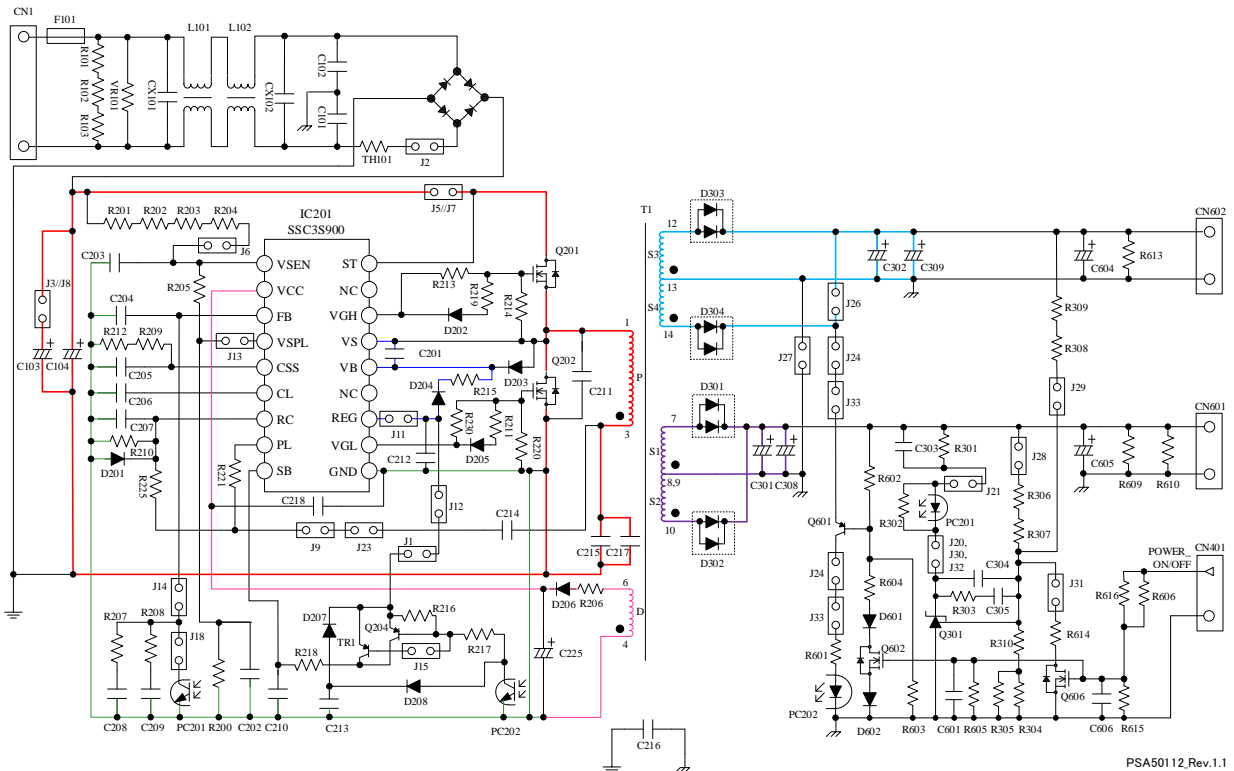 CN1
F101
L101
L102
R101
R102
R103
VR101
CX101
CX102
C102
C101
TH101
J2
J5//J7
R201
R202
R203
R204
IC201
SSC3S900
J6
C203
VSEN
VCC
FB
VSPL
CSS
CL
RC
PL
SB
ST
NC
VGH
VS
VB
NC
REG
VGL
GND
J3//J8
C103
C104
C204
R205
R212
R209
J13
C205
C206
C207
R210
D201
R225
R221
C218
J9
J23
C214
R213
R219
D202
R214
Q201
C201
Q202
D203
D204
R215
J11
C212
R230
D205
R211
R220
C211
J12
J1
C215
C217
T1
1
P
3
6
D
4
D206
R206
C225
J14
R207
R208
J18
C208
C209
PC201
R200
C202
C210
R218
D207
TR1
Q204
R216
J15
R217
D208
C213
PC202
C216
12
S3
13
S4
14
7
S1
8,9
S2
10
D303
D304
D301
D302
C302
C309
J26
J27
J24
J33
C301
C308
R602
C303
R301
J21
R302
PC201
J20,
J30,
J32
C304
R303
C305
Q301
R310
J28
R306
R307
R309
R308
J29
C604
R613
CN602
CN601
C605
R609
R610
CN401
POWER_
ON/OFF
R616
R606
J31
R614
Q606
C606
R615
Q601
J24
J33
R601
PC202
R604
D601
Q602
D602
R603
C601
R605
R305
R304
PSA50112_Rev.1.1